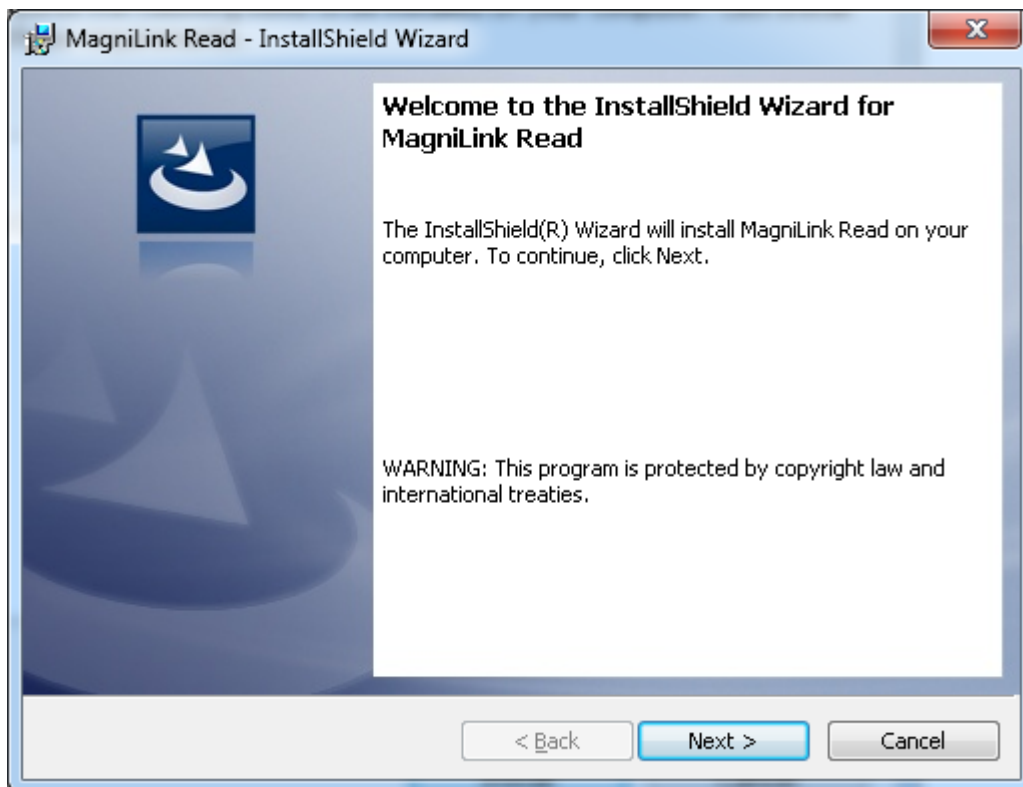 MagniLink Read - InstallShield Wizard
Welcome to the InstallShield Wizard for
MagniLink Read
The InstallShield(R) Wizard will install MagniLink Read on your
computer. To continue, click Next.
WARNING: This program is protected by copyright law and
international treaties.
< Back
Next >
Cancel